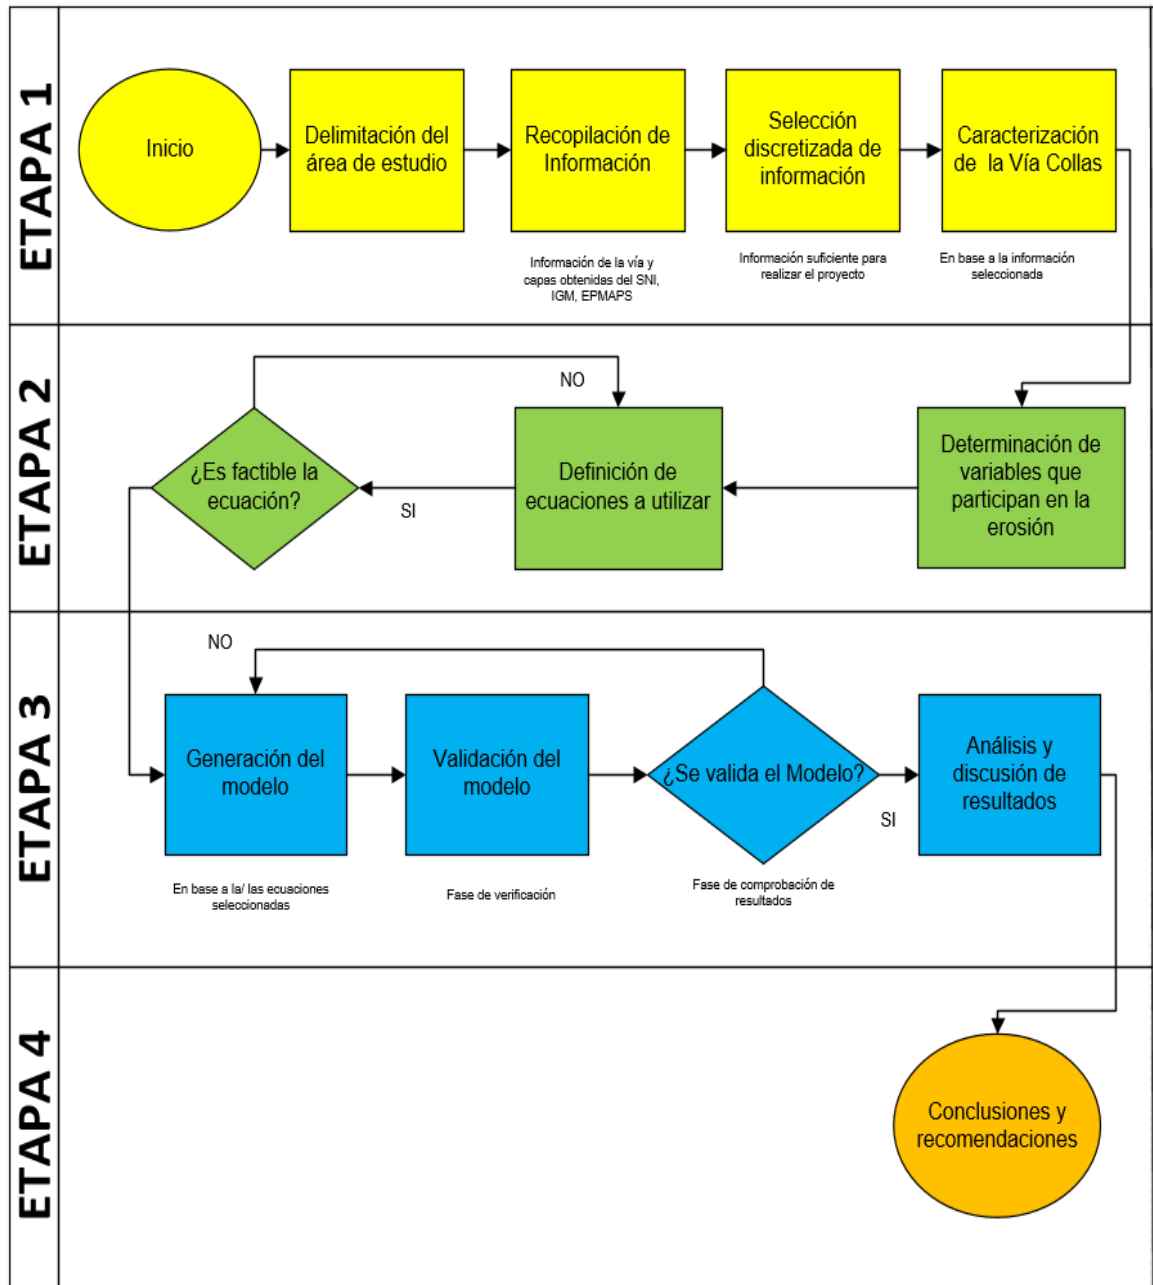 ETAPA 1
Inicio
Delimitación del
área de estudio
Recopilación de
Información
Selección
discretizada de
información
Caracterización
de la Vía Collas
Información de la vía y
capas obtenidas del SNI,
IGM, EPMAPS
Información suficiente para
realizar el proyecto
En base a la información
seleccionada
ETAPA 2
NO
¿Es factible la
ecuación?
SI
Definición de
ecuaciones a utilizar
Determinación de
variables que
participan en la
erosión
ETAPA 3
NO
Generación del
modelo
Validación del
modelo
¿Se valida el Modelo?
SI
Análisis y
discusión de
resultados
En base a la/ las ecuaciones
seleccionadas
Fase de verificación
Fase de comprobación de
resultados
ETAPA 4
Conclusiones y
recomendaciones